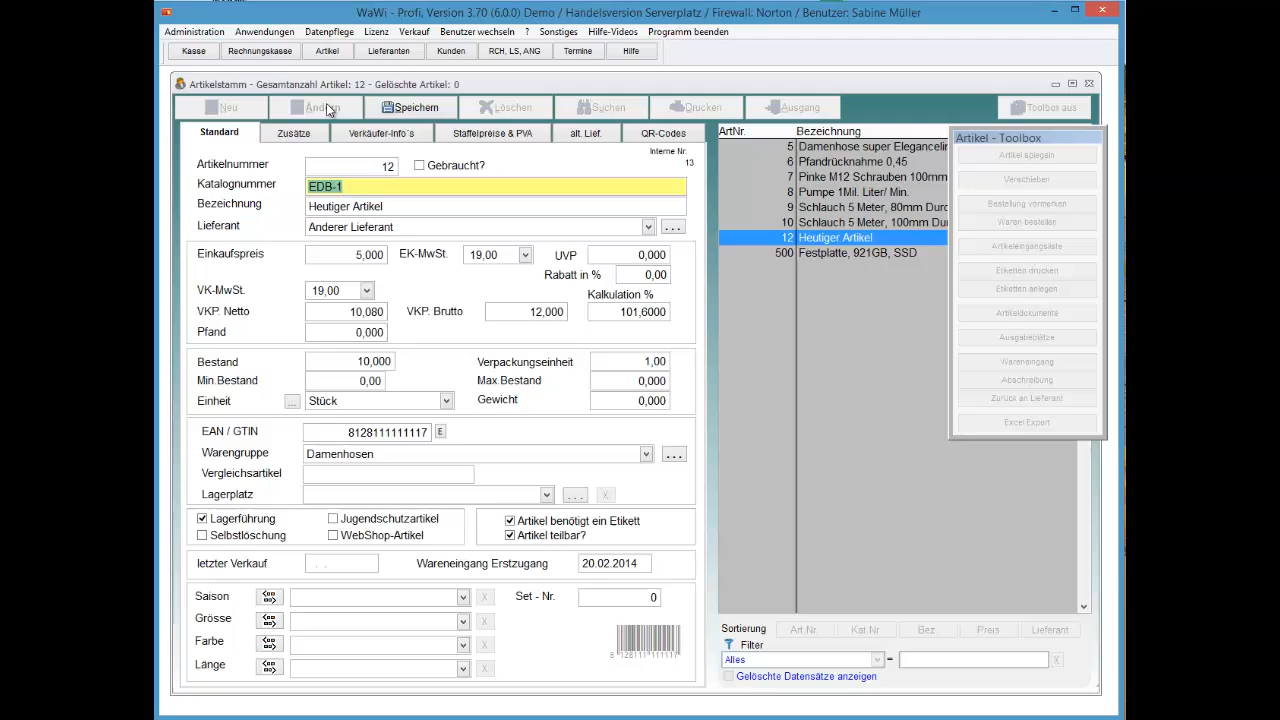 WaWi - Profi, Version 3.70 (6.0.0) Demo / Handelsversion Serverplatz / Firewall: Norton / Benutzer: Sabine Müller
Administration Anwendungen Datenpflege Lizenz Verkauf Benutzer wechseln ? Sonstiges Hilfe-Videos Programm beenden
Kasse Rechnungskasse Artikel Lieferanten Kunden RCH, LS, ANG Termine Hilfe
Artikelstamm - Gesamtanzahl Artikel: 12 - Gelöschte Artikel: 0
Neu Ändern Speichern Löschen Suchen Drucken Ausgang Toolbox aus
Standard Zusätze Verkäufer-Info´s Staffelpreise & PVA alt. Lief. QR-Codes
Interne Nr.
13
Artikelnummer 12 Gebraucht?
Katalognummer EDB-1
Bezeichnung Heutiger Artikel
Lieferant Anderer Lieferant ...
Einkaufspreis 5,000 EK-MwSt. 19,00 UVP 0,000
Rabatt in % 0,00
VK-MwSt. 19,00 Kalkulation %
VKP. Netto 10,080 VKP. Brutto 12,000 101,6000
Pfand 0,000
Bestand 10,000 Verpackungseinheit 1,00
Min.Bestand 0,00 Max.Bestand 0,000
Einheit ... Stück Gewicht 0,000
EAN / GTIN 8128111111117 E
Warengruppe Damenhosen ...
Vergleichsartikel
Lagerplatz ... X
Lagerführung Jugendschutzartikel Artikel benötigt ein Etikett
Selbstlöschung WebShop-Artikel Artikel teilbar?
letzter Verkauf . . Wareneingang Erstzugang 20.02.2014
Saison X Set - Nr. 0
Grösse X
Farbe X
Länge X
8 128111 111117
ArtNr. Bezeichnung
5 Damenhose super Elegancelin
6 Pfandrücknahme 0,45
7 Pinke M12 Schrauben 100mm
8 Pumpe 1Mil. Liter/ Min.
9 Schlauch 5 Meter, 80mm Durc
10 Schlauch 5 Meter, 100mm Dur
12 Heutiger Artikel
500 Festplatte, 921GB, SSD
Artikel - Toolbox
Artikel spiegeln
Verschieben
Bestellung vormerken
Waren bestellen
Artikeleingangsliste
Etiketten drucken
Etiketten anlegen
Artikeldokumente
Ausgabeplätze
Wareneingang
Abschreibung
Zurück an Lieferant
Excel Export
Sortierung Art.Nr. Kat.Nr Bez. Preis Lieferant
Filter
Alles = X
Gelöschte Datensätze anzeigen